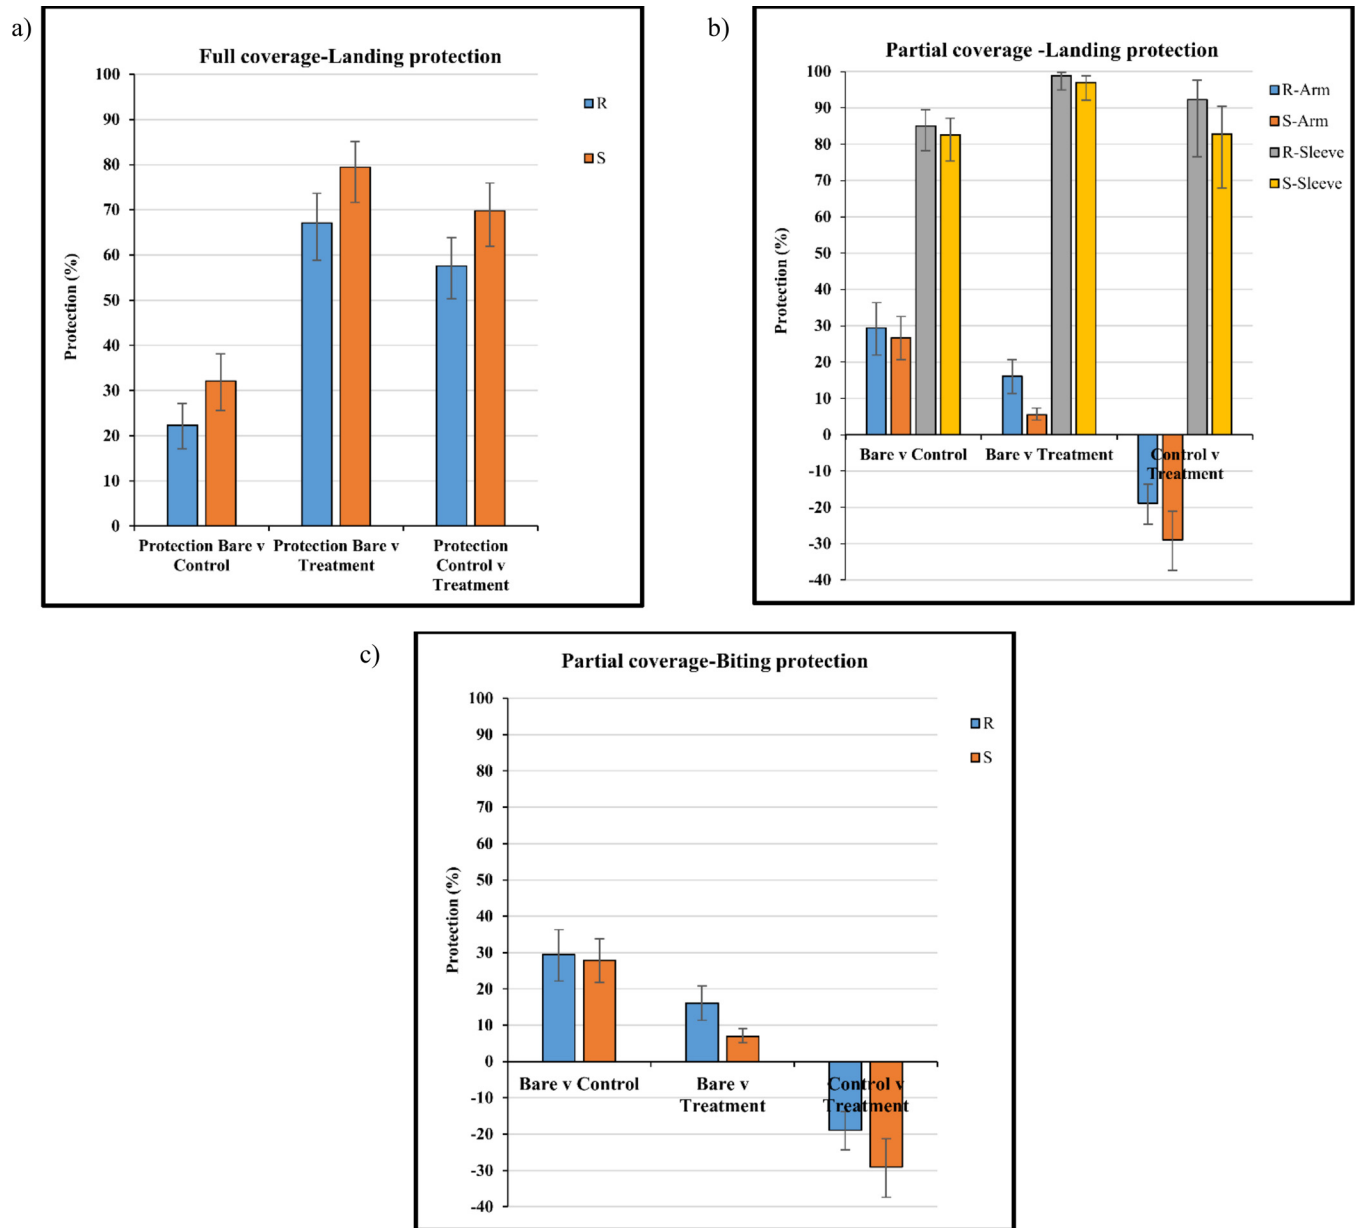 a)
Full coverage-Landing protection
100
90
80
70
60
50
40
30
20
10
0
Protection (%)
Protection Bare v
Control
Protection Bare v
Treatment
Protection
Control v
Treatment
R
S
b)
Partial coverage -Landing protection
100
90
80
70
60
50
40
30
20
10
0
-10
-20
-30
-40
Protection (%)
Bare v Control
Bare v Treatment
Control v
Treatment
R-Arm
S-Arm
R-Sleeve
S-Sleeve
c)
Partial coverage-Biting protection
100
90
80
70
60
50
40
30
20
10
0
-10
-20
-30
-40
Protection (%)
Bare v Control
Bare v
Treatment
Control v
Treatment
R
S